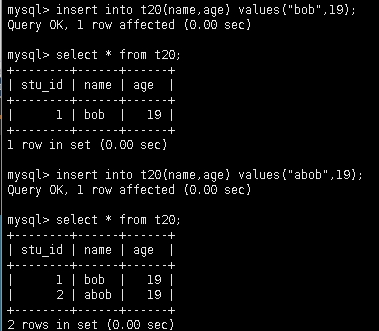 mysql> insert into t20(name,age) values("bob",19);
Query OK, 1 row affected (0.00 sec)
mysql> select * from t20;
+--------+------+------+
| stu_id | name | age  |
+--------+------+------+
|      1 | bob  |   19 |
+--------+------+------+
1 row in set (0.00 sec)
mysql> insert into t20(name,age) values("abob",19);
Query OK, 1 row affected (0.00 sec)
mysql> select * from t20;
+--------+------+------+
| stu_id | name | age  |
+--------+------+------+
|      1 | bob  |   19 |
|      2 | abob |   19 |
+--------+------+------+
2 rows in set (0.00 sec)